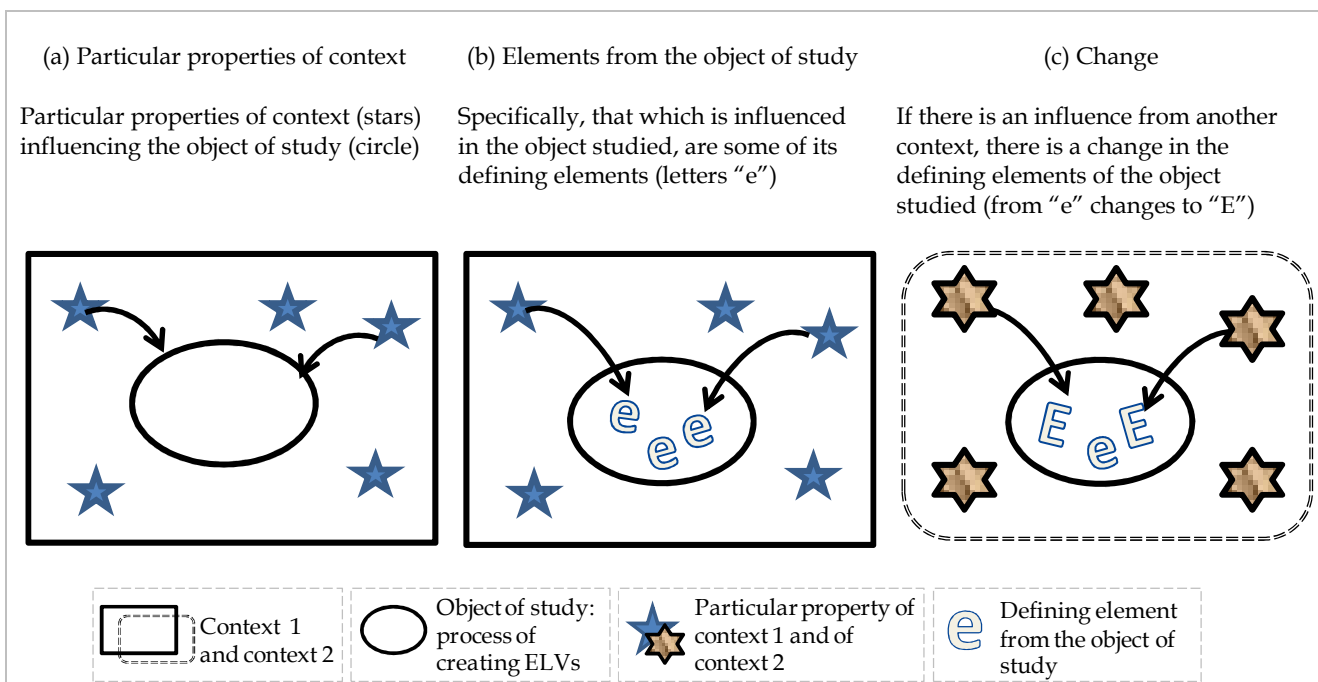 (a) Particular properties of context
Particular properties of context (stars)
influencing the object of study (circle)
(b) Elements from the object of study
Specifically, that which is influenced
in the object studied, are some of its
defining elements (letters “e”)
(c) Change
If there is an influence from another
context, there is a change in the
defining elements of the object
studied (from “e” changes to “E”)
e
e
e
E
e
E
Context 1
and context 2
Object of study:
process of
creating ELVs
Particular property of
context 1 and of
context 2
e
Defining element
from the object of
study